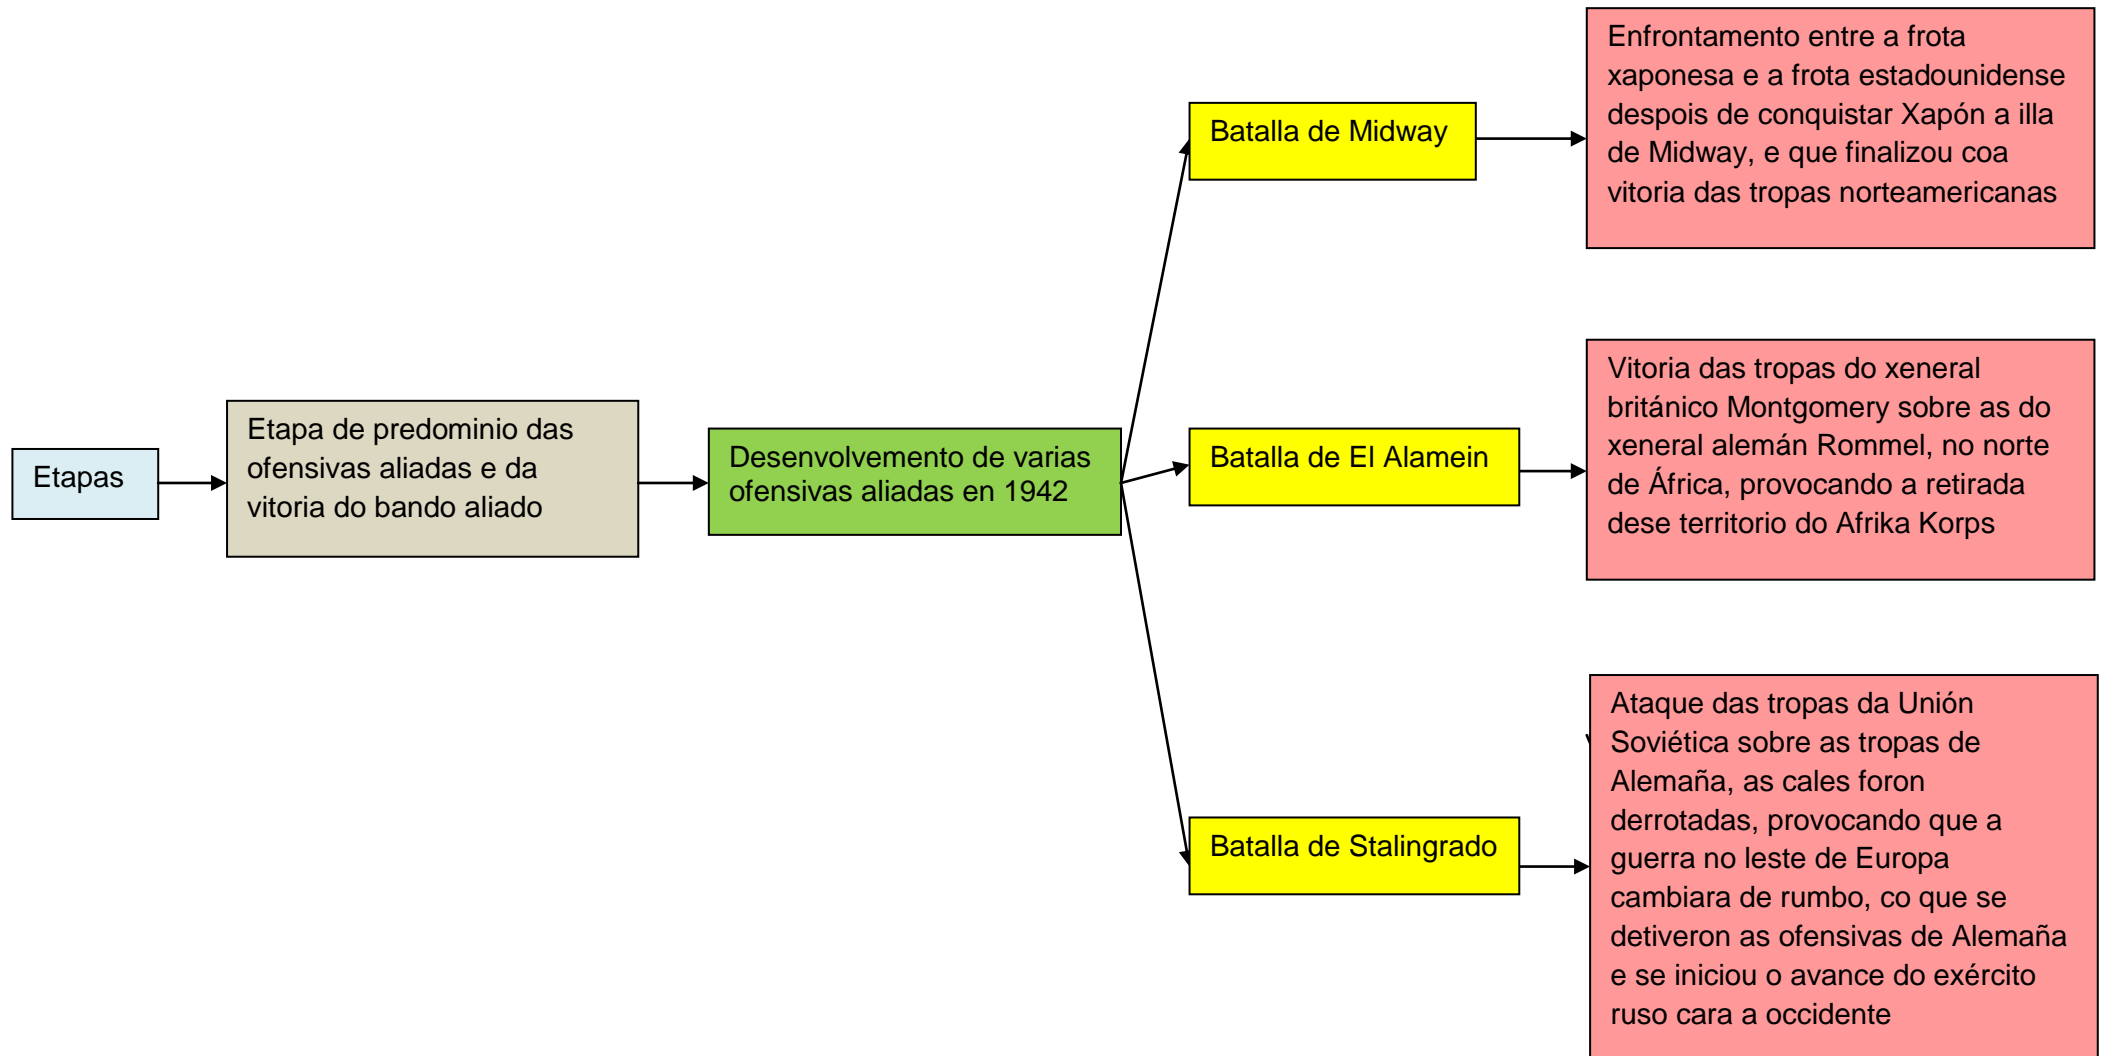 Etapas
Etapa de predominio das
ofensivas aliadas e da
vitoria do bando aliado
Desenvolvemento de varias
ofensivas aliadas en 1942
Batalla de Midway
Enfrontamento entre a frota
xaponesa e a frota estadounidense
despois de conquistar Xapón a illa
de Midway, e que finalizou coa
vitoria das tropas norteamericanas
Batalla de El Alamein
Vitoria das tropas do xeneral
británico Montgomery sobre as do
xeneral alemán Rommel, no norte
de África, provocando a retirada
dese territorio do Afrika Korps
Batalla de Stalingrado
Ataque das tropas da Unión
Soviética sobre as tropas de
Alemaña, as cales foron
derrotadas, provocando que a
guerra no leste de Europa
cambiara de rumbo, co que se
detiveron as ofensivas de Alemaña
e se iniciou o avance do exército
ruso cara a occidente